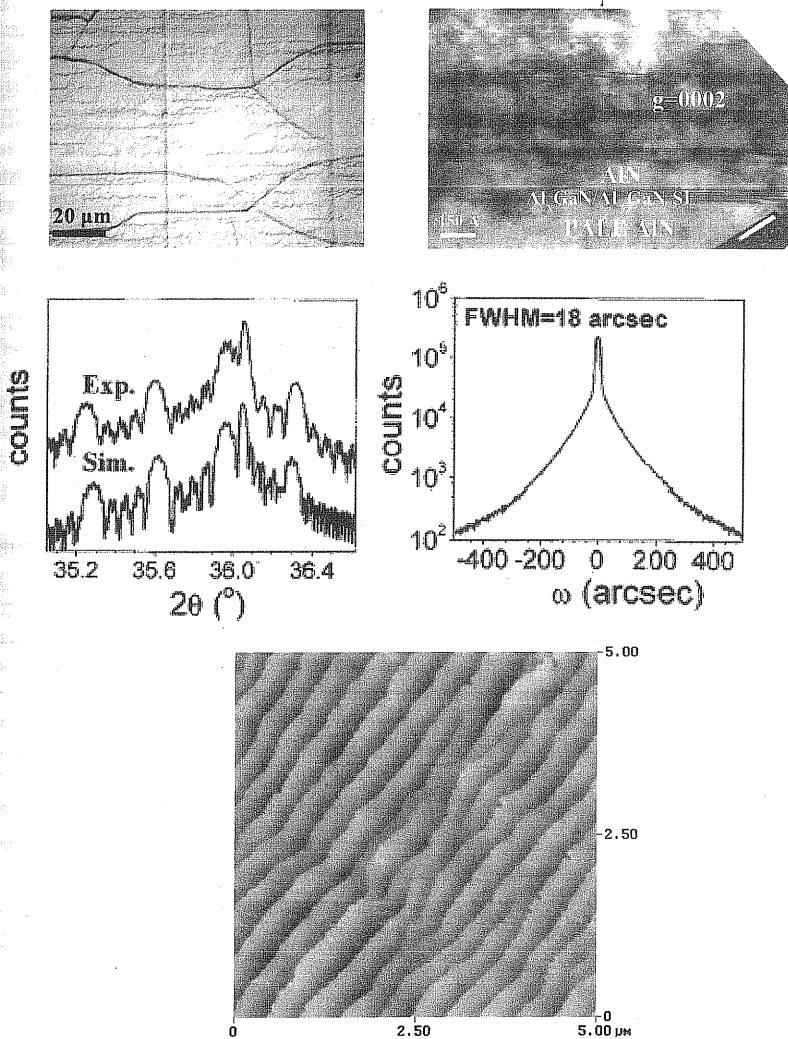 20 µm
g=0002
AlN
AlGaN/AlGaN SL
150 Å
PALE AlN
counts
Exp.
Sim.
35.2 35.6 36.0 36.4
2θ (°)
counts
10⁶
FWHM=18 arcsec
10⁵
10⁴
10³
10²
-400 -200 0 200 400
ω (arcsec)
5.00
2.50
0
0 2.50 5.00 µM